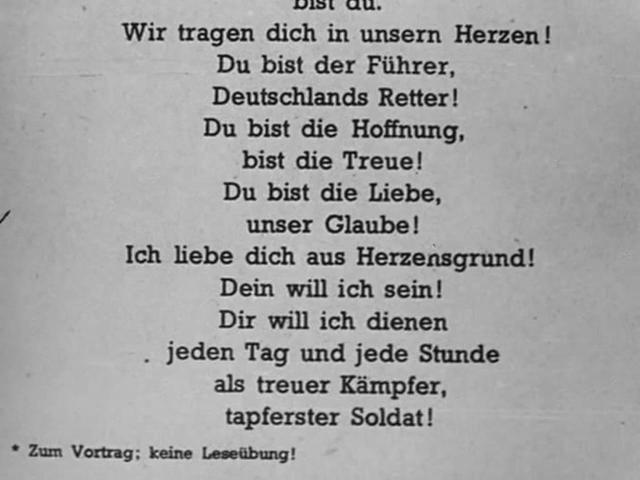 bist du.
Wir tragen dich in unsern Herzen!
Du bist der Führer,
Deutschlands Retter!
Du bist die Hoffnung,
bist die Treue!
Du bist die Liebe,
unser Glaube!
Ich liebe dich aus Herzensgrund!
Dein will ich sein!
Dir will ich dienen
jeden Tag und jede Stunde
als treuer Kämpfer,
tapferster Soldat!
* Zum Vortrag; keine Leseübung!